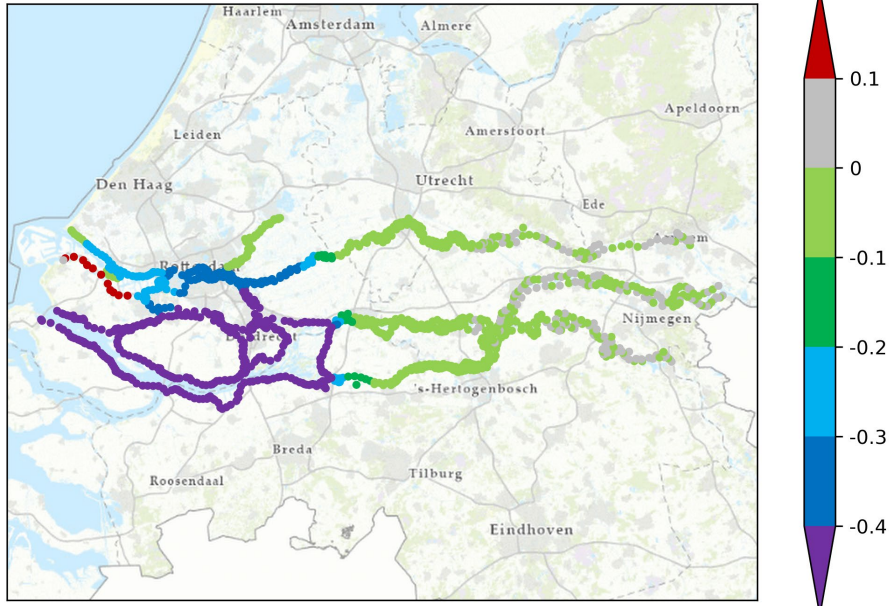 Haarlem
Amsterdam
Almere
Apeldoorn
Leiden
Amersfoort
Den Haag
Utrecht
Ede
Nijmegen
's-Hertogenbosch
Breda
Roosendaal
Tilburg
Eindhoven
0.1
0
-0.1
-0.2
-0.3
-0.4